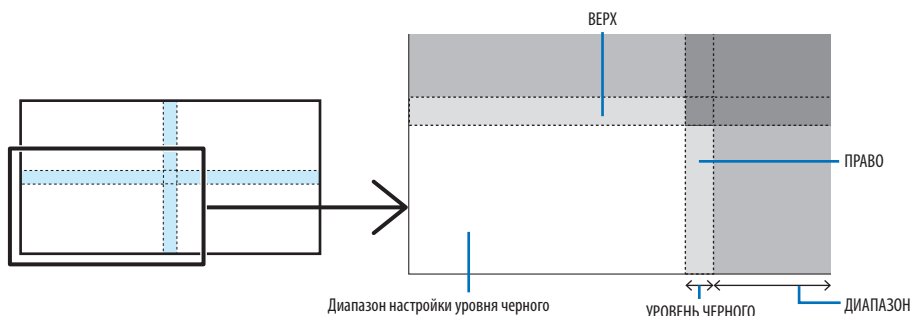 ВЕРХ
ПРАВО
Диапазон настройки уровня черного
УРОВЕНЬ ЧЕРНОГО
ДИАПАЗОН